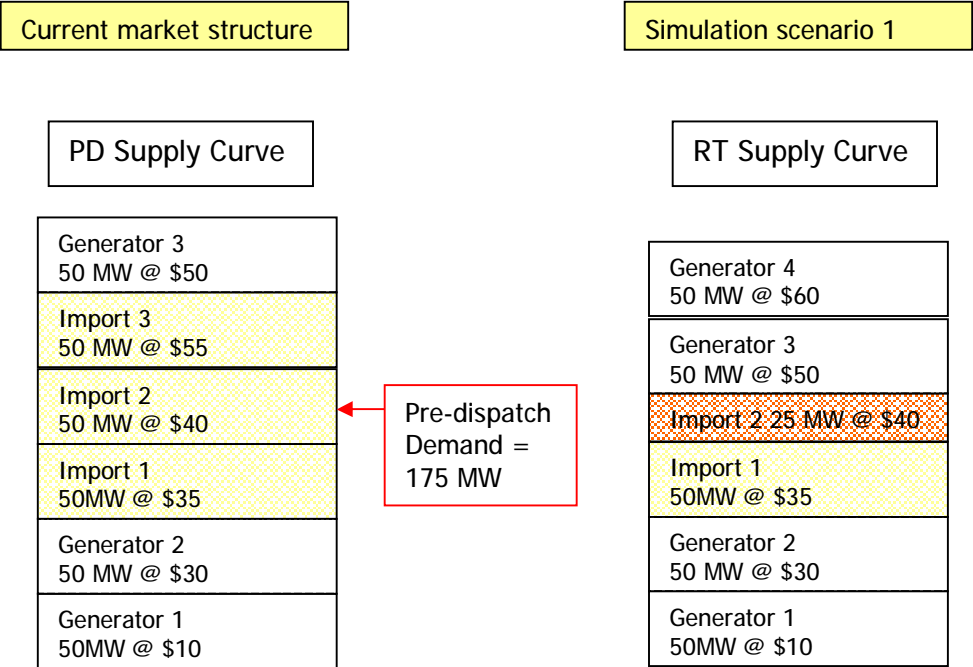 Current market structure
Simulation scenario 1
PD Supply Curve
RT Supply Curve
Generator 3
50 MW @ $50
Import 3
50 MW @ $55
Import 2
50 MW @ $40
Import 1
50MW @ $35
Generator 2
50 MW @ $30
Generator 1
50MW @ $10
Pre-dispatch
Demand =
175 MW
Generator 4
50 MW @ $60
Generator 3
50 MW @ $50
Import 2 25 MW @ $40
Import 1
50MW @ $35
Generator 2
50 MW @ $30
Generator 1
50MW @ $10